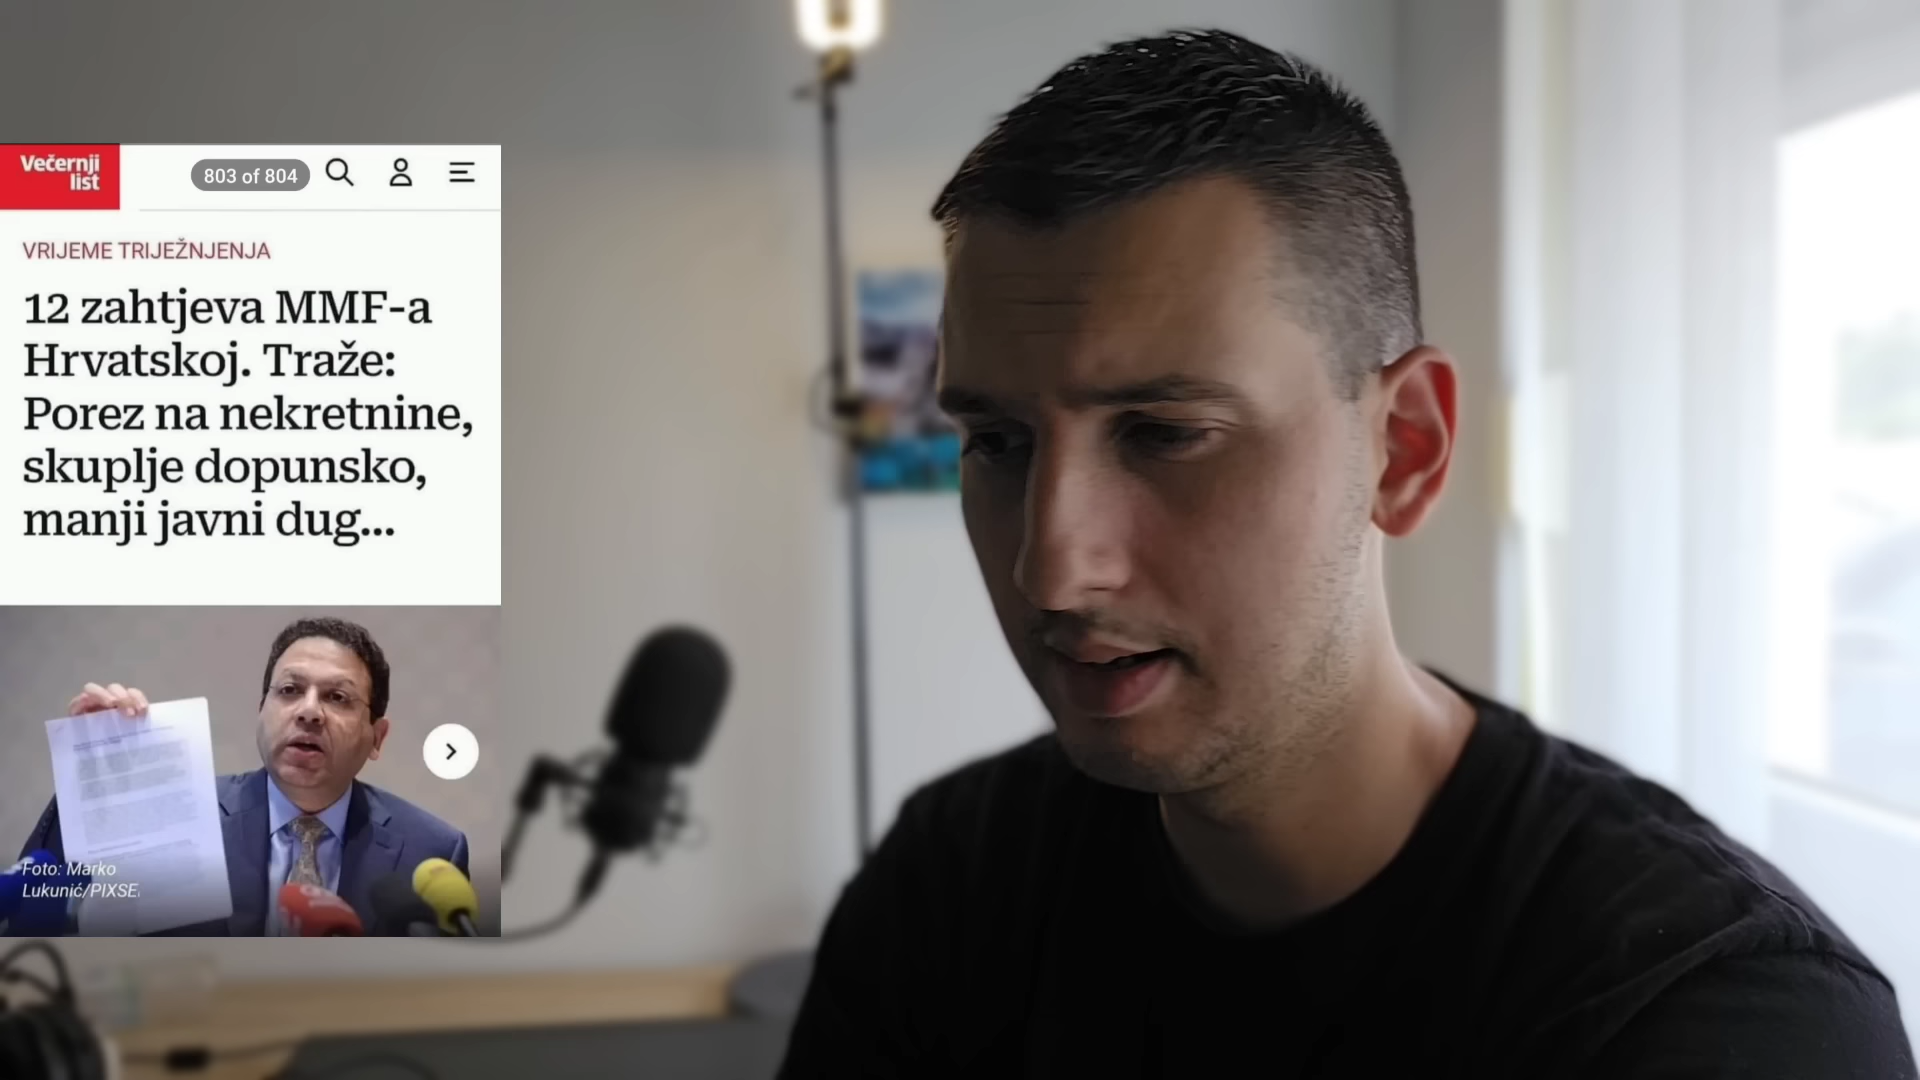 Večernji
list
803 of 804
VRIJEME TRIJEŽNJENJA
12 zahtjeva MMF-a
Hrvatskoj. Traže:
Porez na nekretnine,
skuplje dopunsko,
manji javni dug...
Foto: Marko
Lukunić/PIXSE